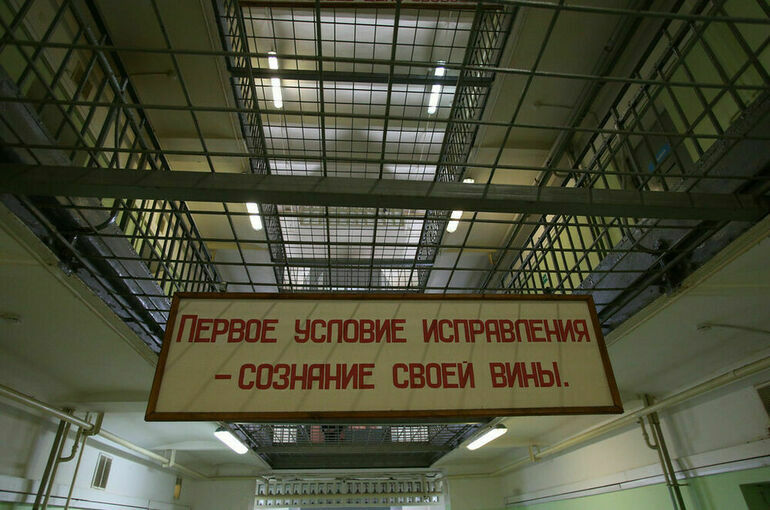 Первое условие исправления
– сознание своей вины.